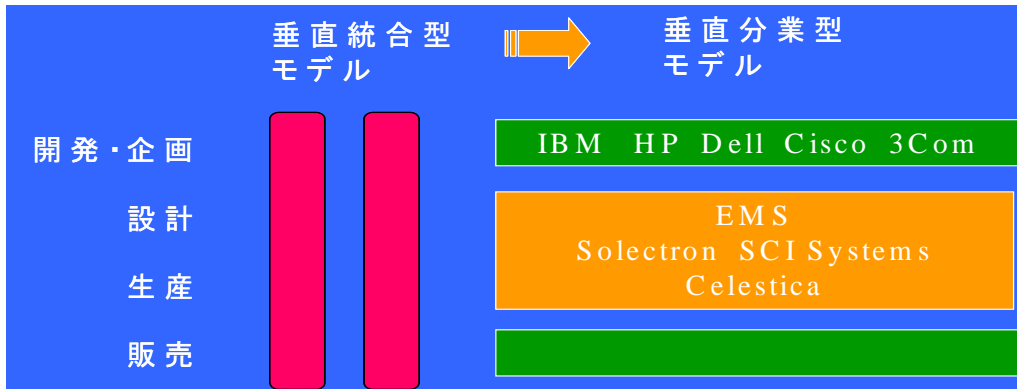 垂直統合型
モデル
垂直分業型
モデル
開発・企画
IBM HP Dell Cisco 3Com
設計
EMS
Solectron SCI Systems
Celestica
生産
販売